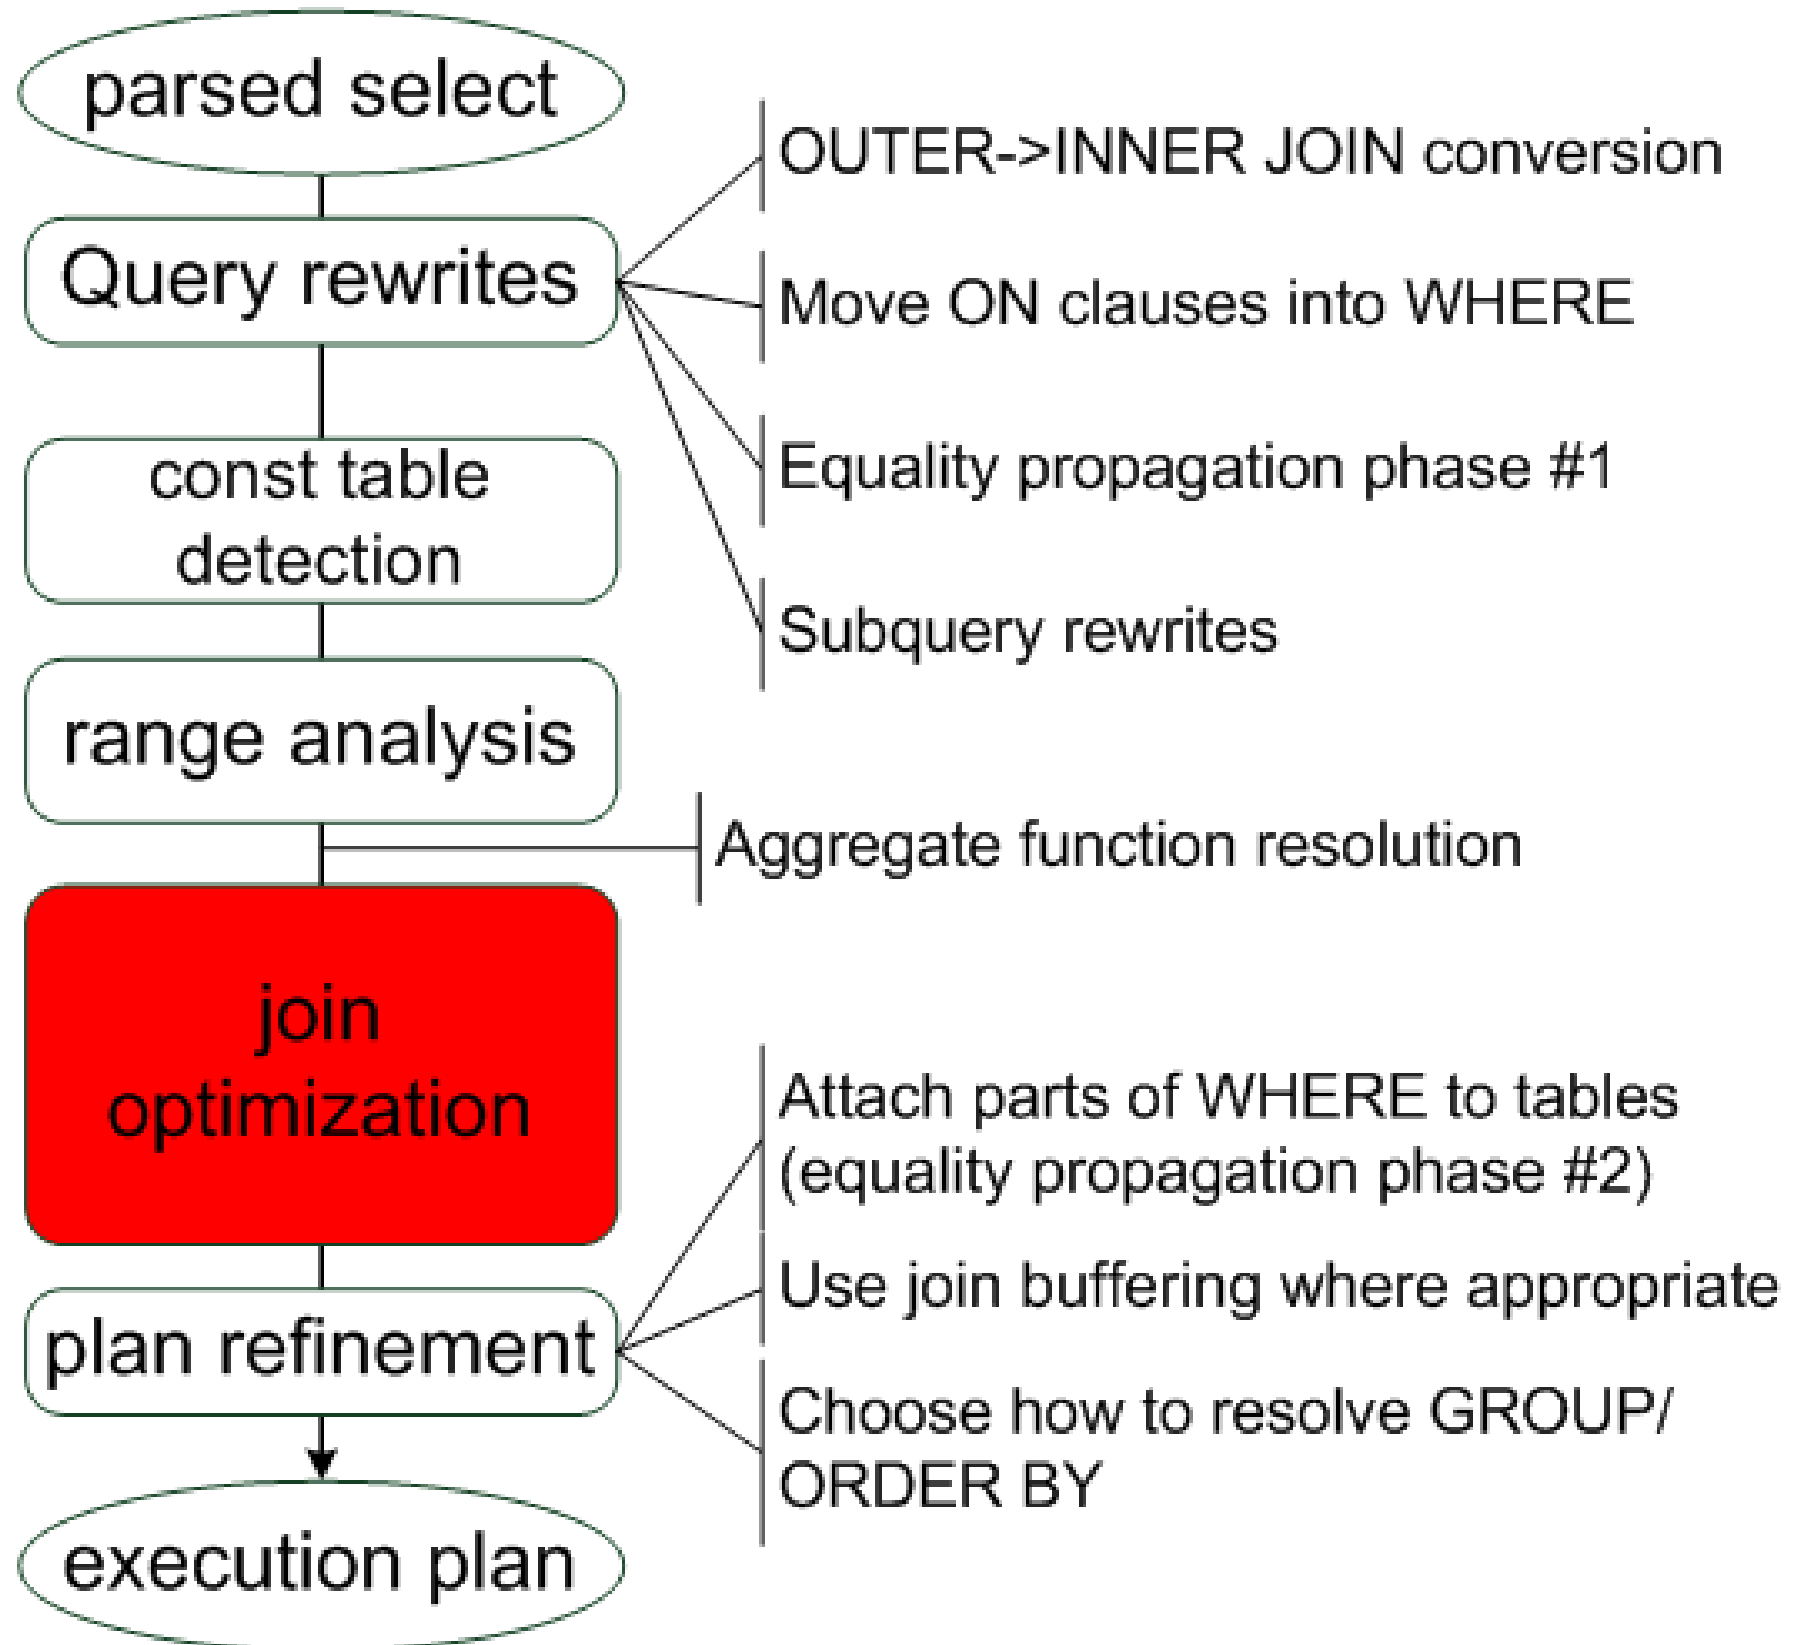 parsed select
OUTER->INNER JOIN conversion
Query rewrites
Move ON clauses into WHERE
const table
detection
Equality propagation phase #1
Subquery rewrites
range analysis
Aggregate function resolution
join
optimization
Attach parts of WHERE to tables
(equality propagation phase #2)
Use join buffering where appropriate
plan refinement
Choose how to resolve GROUP/
ORDER BY
execution plan